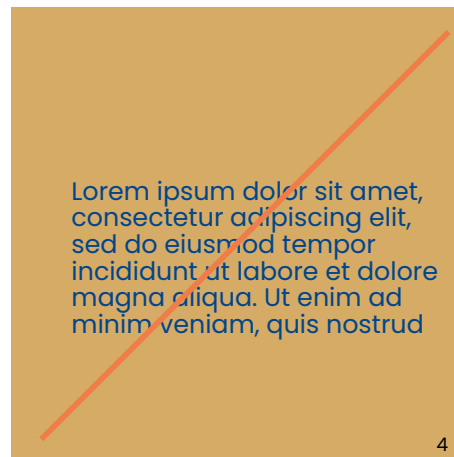 Lorem ipsum dolor sit amet,
consectetur adipiscing elit,
sed do eiusmod tempor
incididunt ut labore et dolore
magna aliqua. Ut enim ad
minim veniam, quis nostrud
4